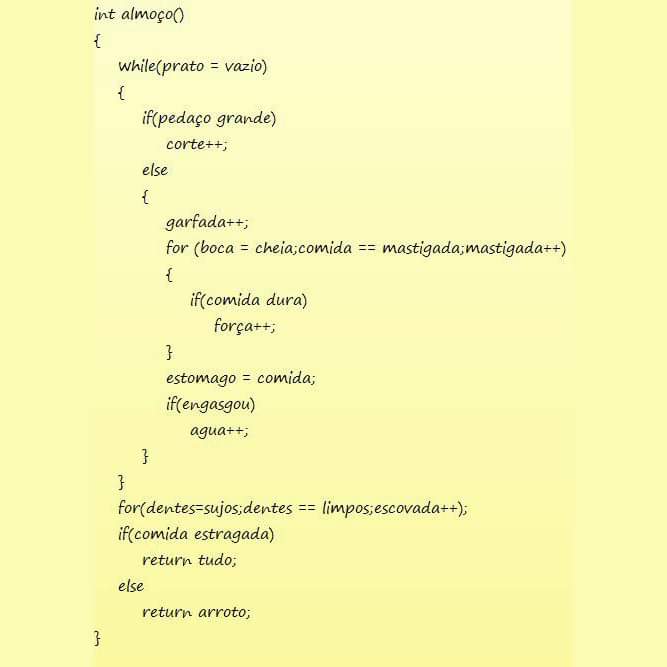 int almoço()
{
while(prato = vazio)
{
if(pedaço grande)
corte++;
else
{
garfada++;
for (boca = cheia;comida == mastigada;mastigada++)
{
if(comida dura)
força++;
}
estomago = comida;
if(engasgou)
agua++;
}
}
for(dentes=sujos;dentes == limpos;escovada++);
if(comida estragada)
return tudo;
else
return arroto;
}